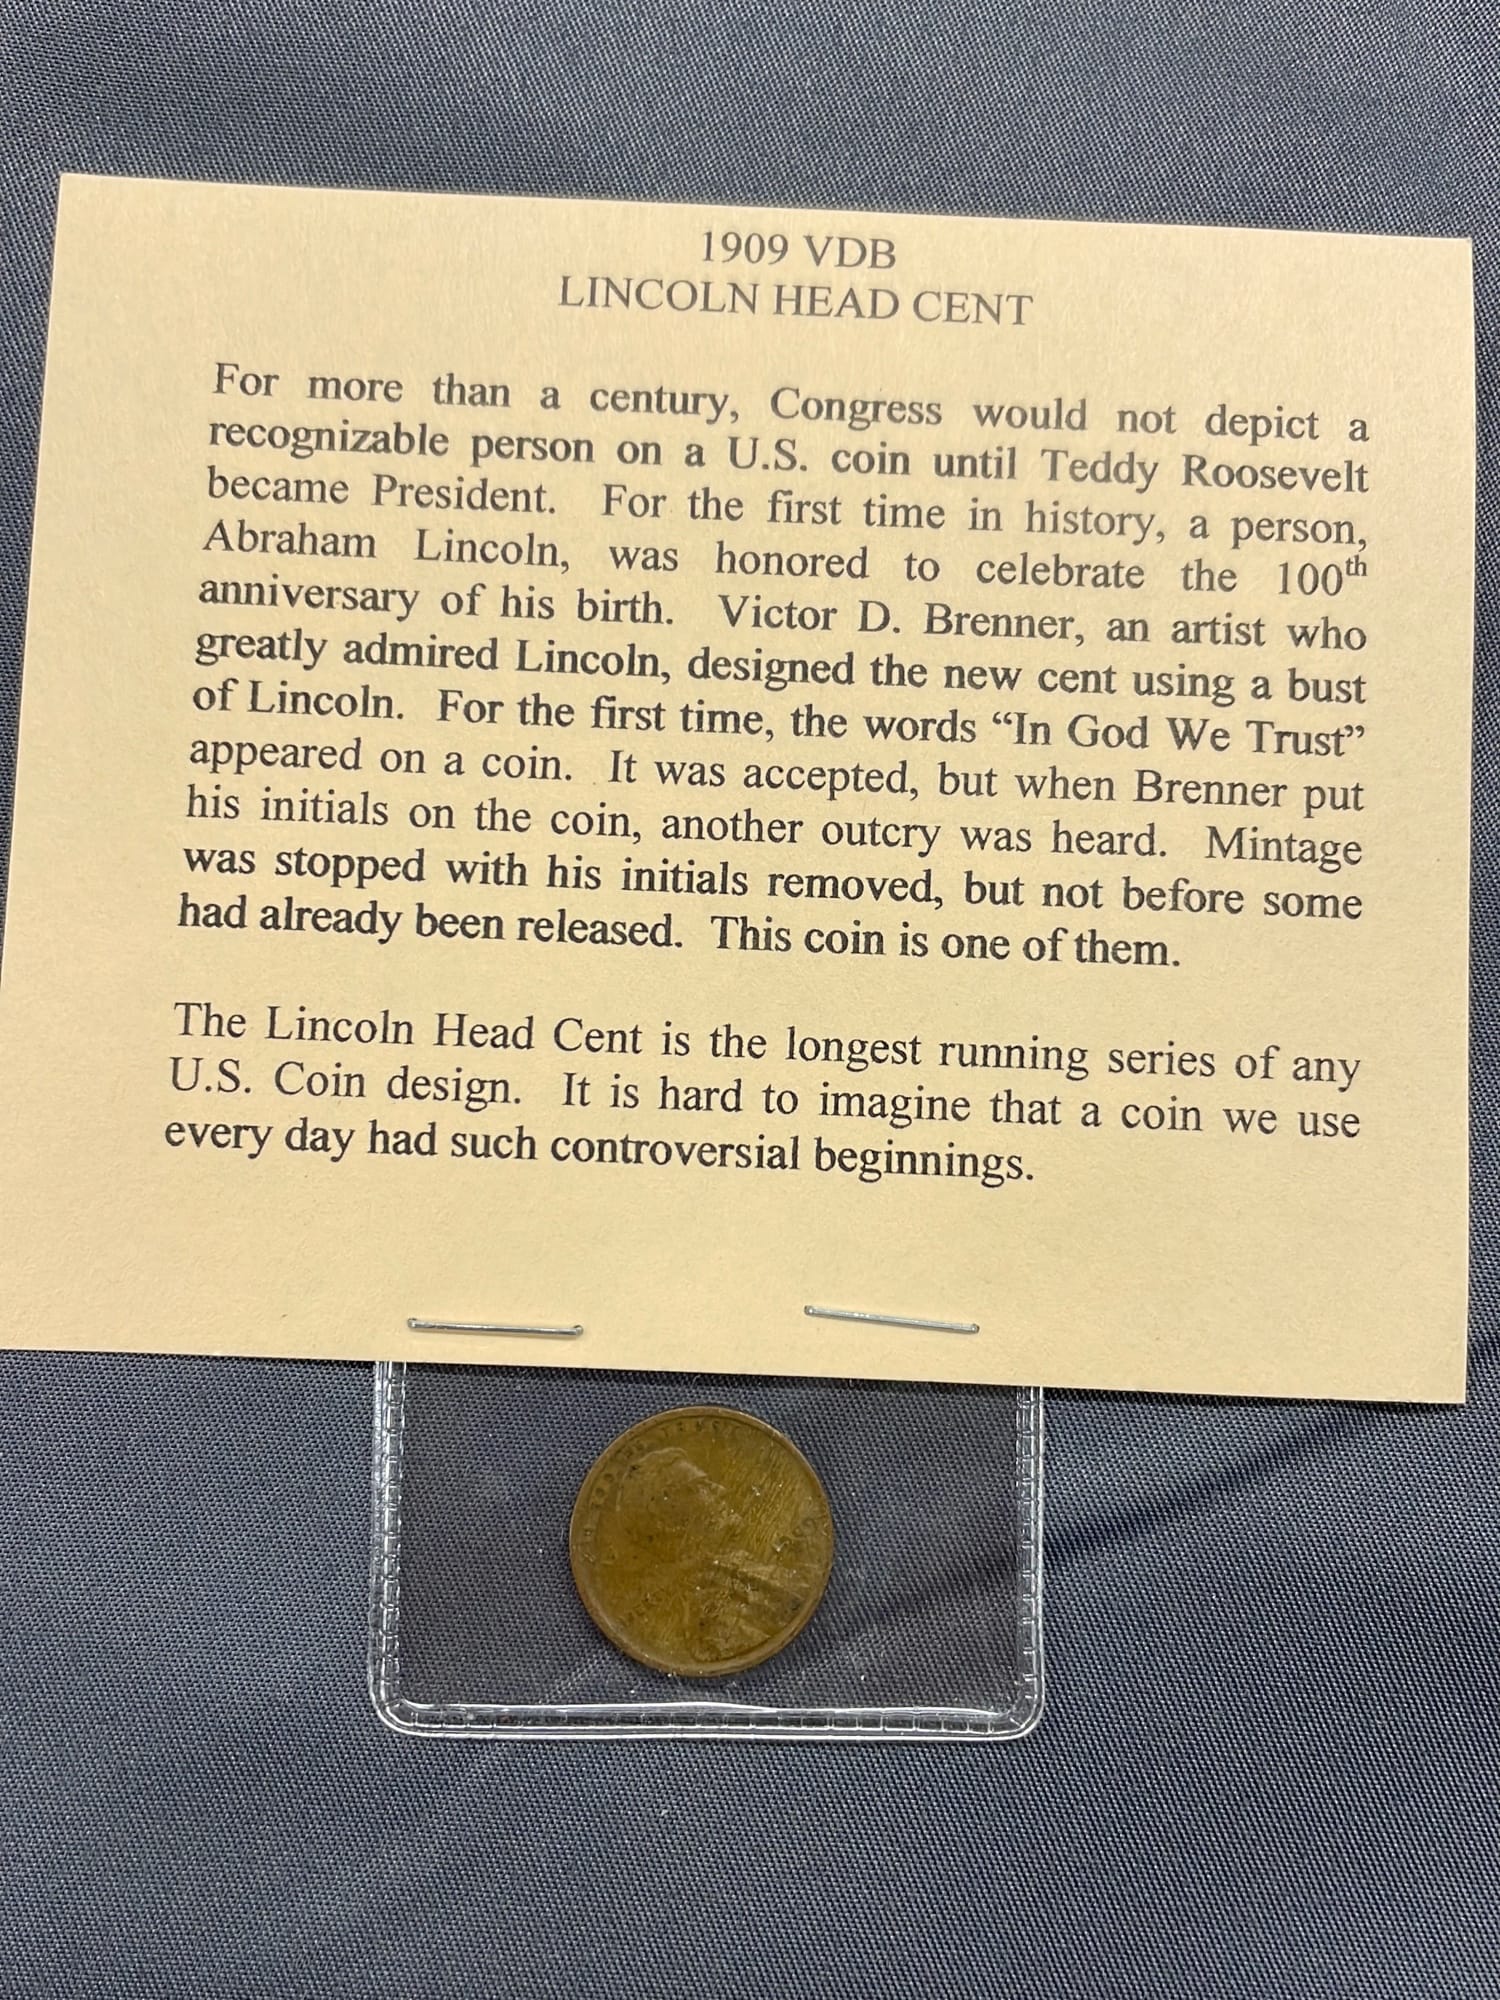 1909 VDB
LINCOLN HEAD CENT
For more than a century, Congress would not depict a
recognizable person on a U.S. coin until Teddy Roosevelt
became President. For the first time in history, a person,
Abraham Lincoln, was honored to celebrate the 100th
anniversary of his birth. Victor D. Brenner, an artist who
greatly admired Lincoln, designed the new cent using a bust
of Lincoln. For the first time, the words “In God We Trust”
appeared on a coin. It was accepted, but when Brenner put
his initials on the coin, another outcry was heard. Mintage
was stopped with his initials removed, but not before some
had already been released. This coin is one of them.
The Lincoln Head Cent is the longest running series of any
U.S. Coin design. It is hard to imagine that a coin we use
every day had such controversial beginnings.